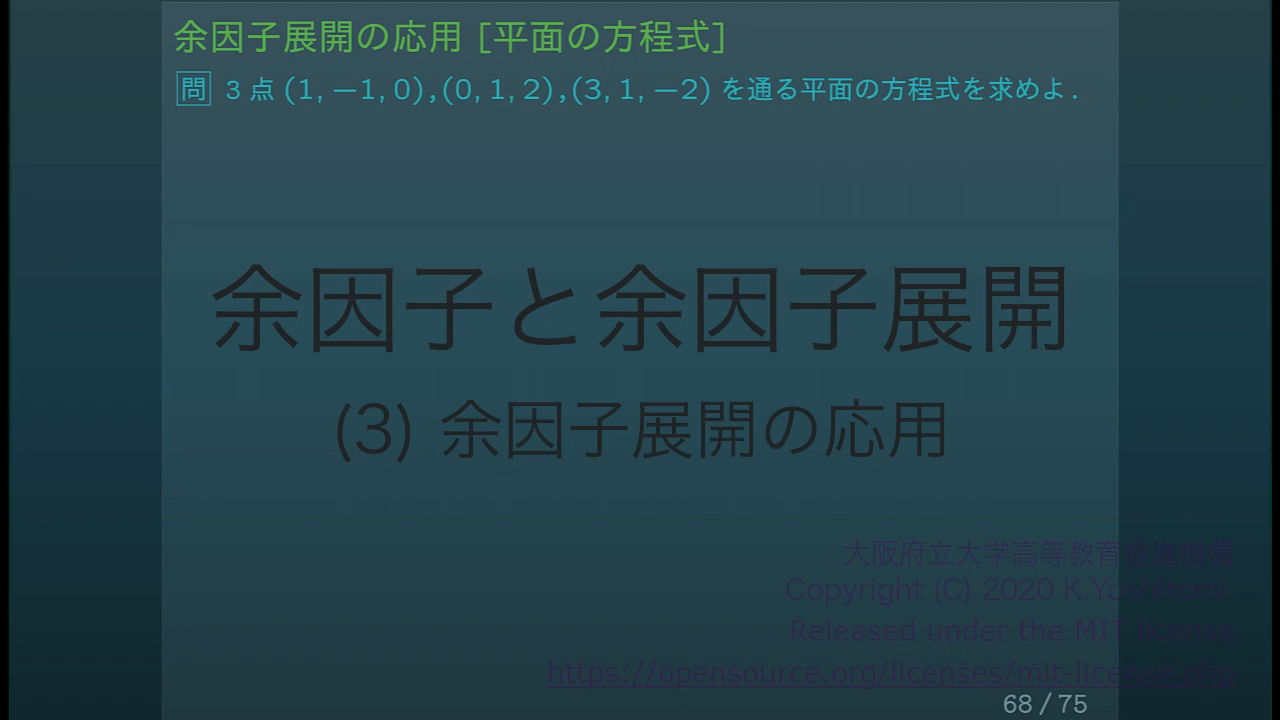 余因子展開の応用 [平面の方程式]
問 3 点 (1, −1, 0) , (0, 1, 2) , (3, 1, −2) を通る平面の方程式を求めよ .
余因子と余因子展開
(3) 余因子展開の応用
大阪府立大学高等教育推進機構
Copyright (C) 2020 K.Yoshitomi
Released under the MIT license
https://opensource.org/licenses/mit-license.php
68 / 75